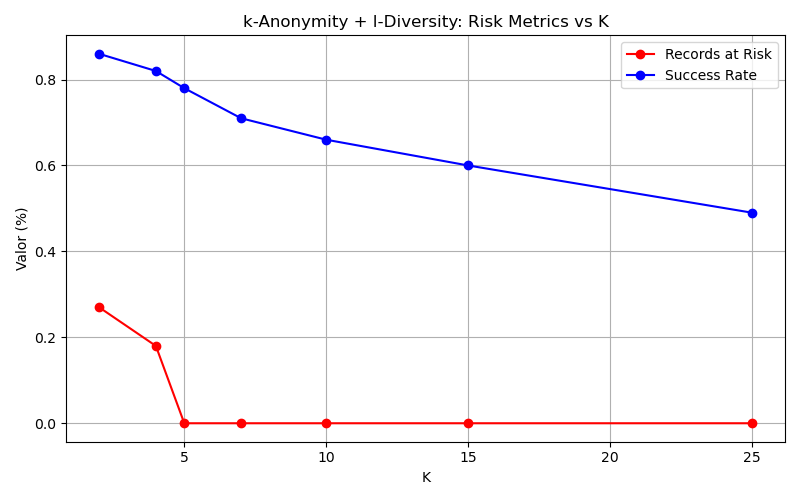 k-Anonymity + l-Diversity: Risk Metrics vs K
Records at Risk
Success Rate
Valor (%)
0.8
0.6
0.4
0.2
0.0
5
10
15
20
25
K